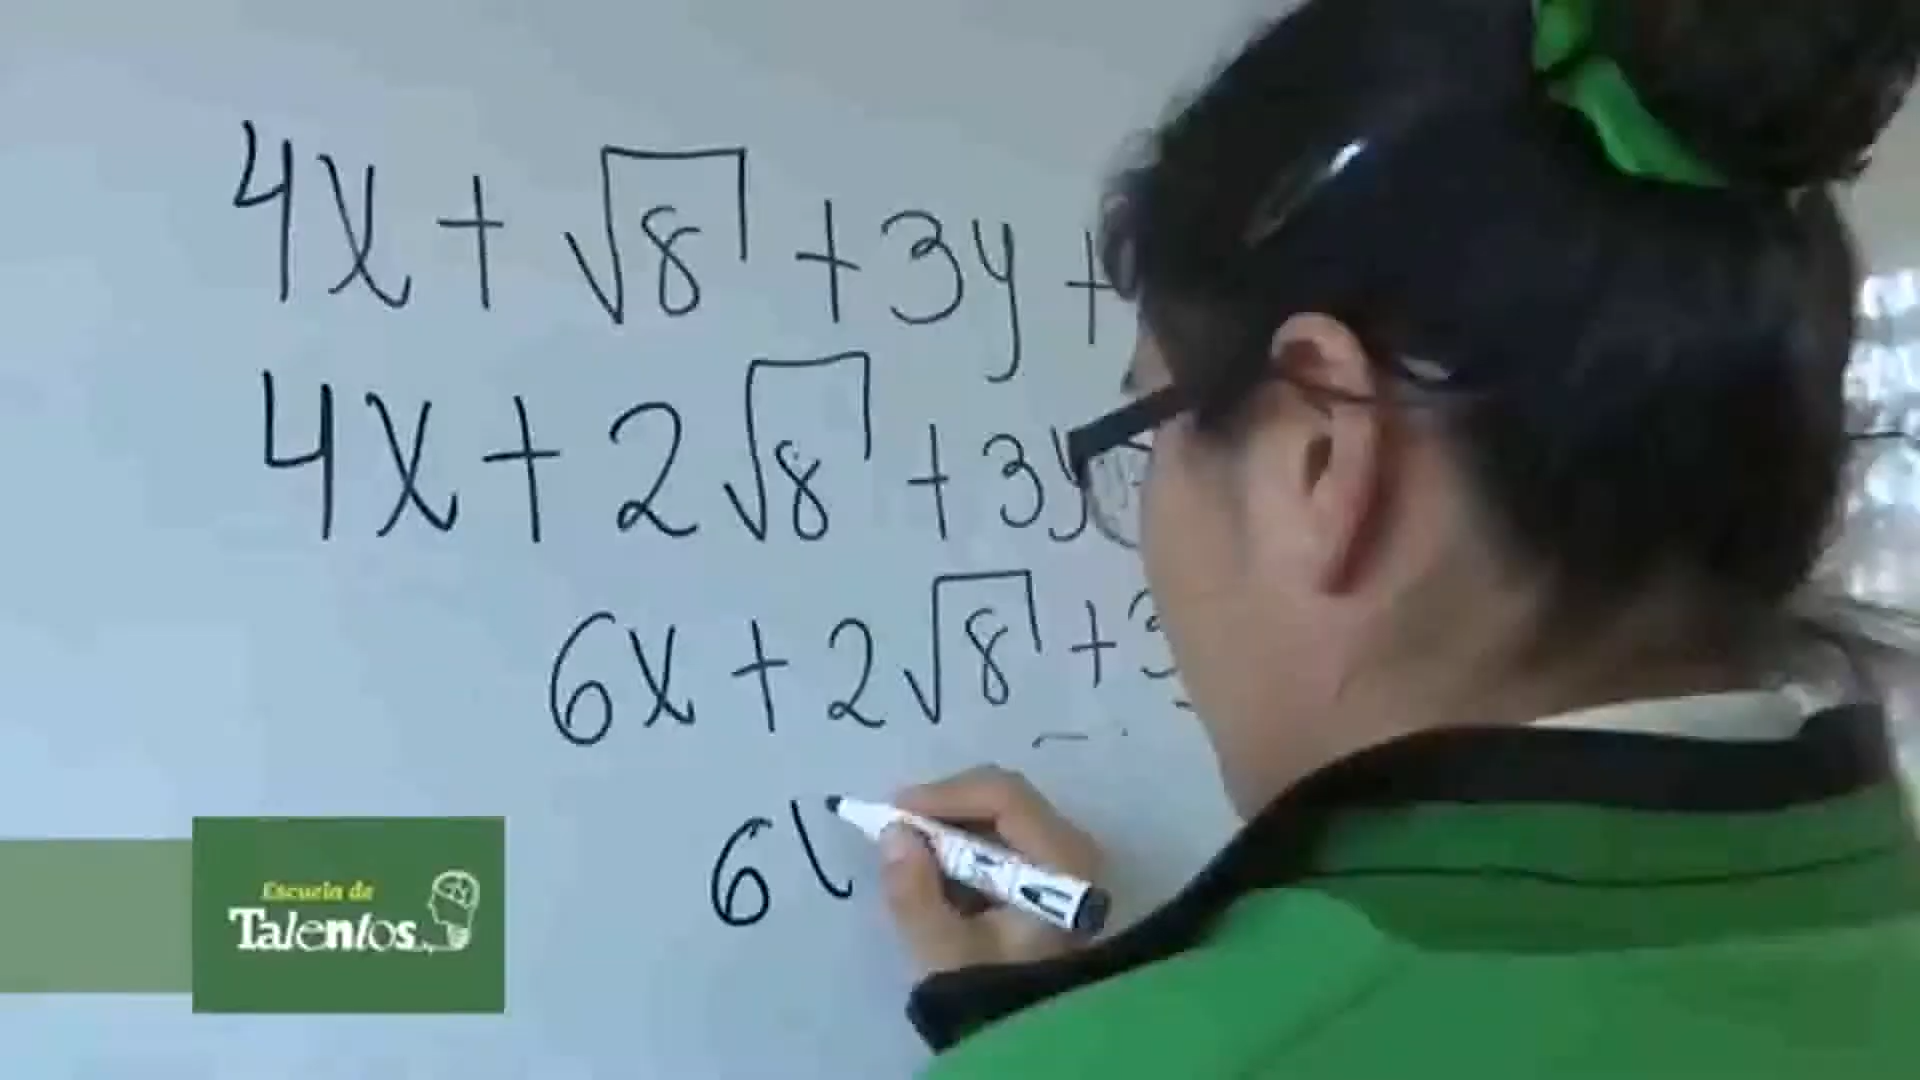 4x + √8 + 3y +
4x + 2√8 + 3y
6x + 2√8 + 3
6
Escuela de
Talentos